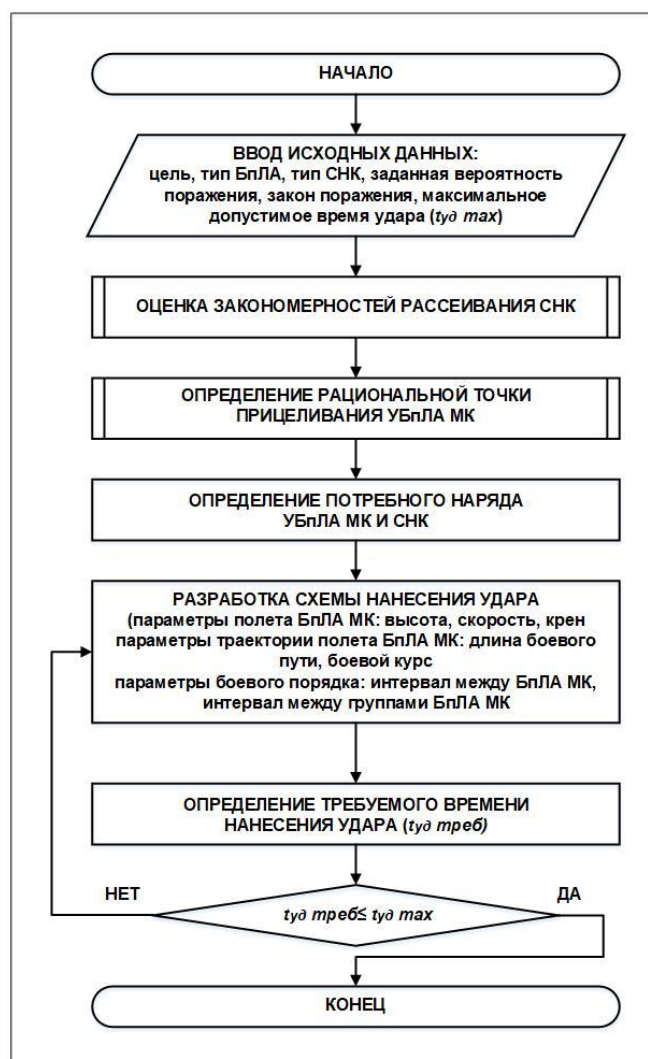 НАЧАЛО
ВВОД ИСХОДНЫХ ДАННЫХ:
цель, тип БпЛА, тип СНК, заданная вероятность
поражения, закон поражения, максимальное
допустимое время удара (tуд max)
ОЦЕНКА ЗАКОНОМЕРНОСТЕЙ РАССЕИВАНИЯ СНК
ОПРЕДЕЛЕНИЕ РАЦИОНАЛЬНОЙ ТОЧКИ
ПРИЦЕЛИВАНИЯ УБпЛА МК
ОПРЕДЕЛЕНИЕ ПОТРЕБНОГО НАРЯДА
УБпЛА МК И СНК
РАЗРАБОТКА СХЕМЫ НАНЕСЕНИЯ УДАРА
(параметры полета БпЛА МК: высота, скорость, крен
параметры траектории полета БпЛА МК: длина боевого
пути, боевой курс
параметры боевого порядка: интервал между БпЛА МК,
интервал между группами БпЛА МК
ОПРЕДЕЛЕНИЕ ТРЕБУЕМОГО ВРЕМЕНИ
НАНЕСЕНИЯ УДАРА (tуд треб)
НЕТ
ДА
tуд треб≤ tуд max
КОНЕЦ